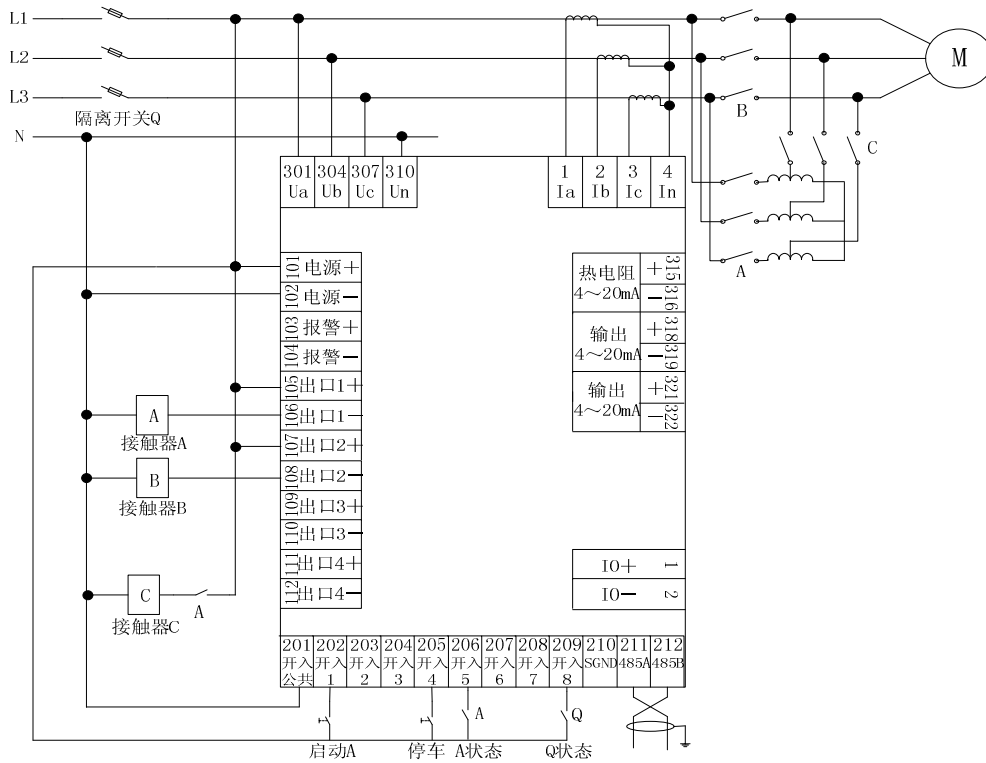 L1
L2
M
L3
隔离开关Q
B
N
C
301 304 307 310
Ua Ub Uc Un
1 2 3 4
Ia Ib Ic In
A
101 电源+
102 电源-
103 报警+
104 报警-
105 出口1+
106 出口1-
107 出口2+
108 出口2-
109 出口3+
110 出口3-
111 出口4+
112 出口4-
热电阻 + 315
4～20mA - 316
输出 + 318
4～20mA - 319
输出 + 321
4～20mA - 322
A
接触器A
B
接触器B
C
A
接触器C
IO+ 1
IO- 2
201 202 203 204 205 206 207 208 209 210 211 212
开入 开入 开入 开入 开入 开入 开入 开入 开入 SGND 485A 485B
公共 1 2 3 4 5 6 7 8
A
Q
启动A
停车
A状态
Q状态